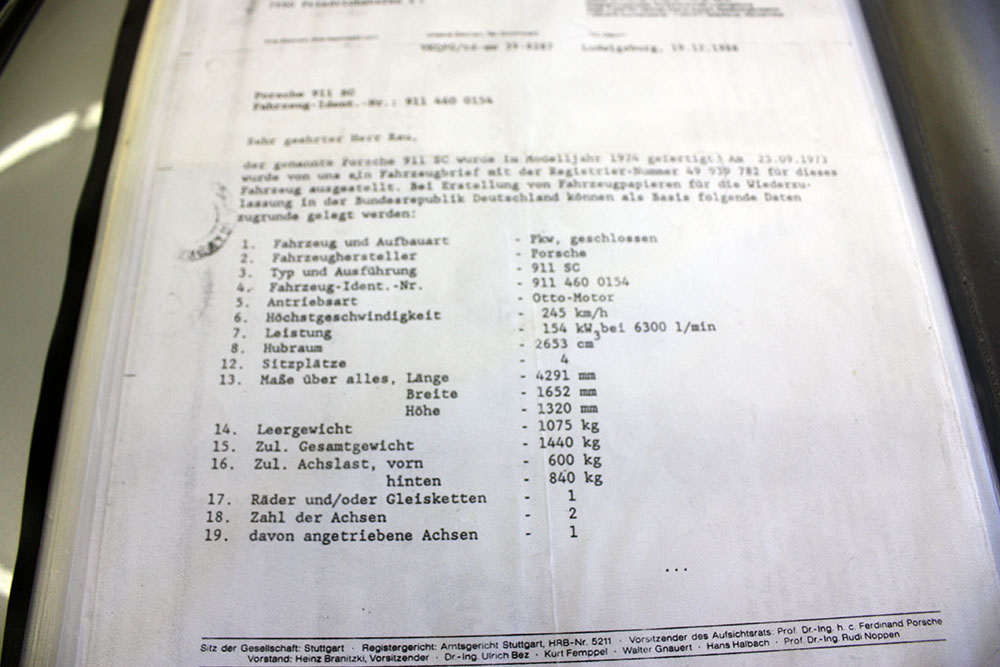 Ludwigsburg, 19.12.1988
Porsche 911 SC
Fahrzeug-Ident.-Nr.: 911 460 0154
Sehr geehrter Herr Rau,
der genannte Porsche 911 SC wurde im Modelljahr 1974 gefertigt. Am 25.09.1973
wurde von uns ein Fahrzeugbrief mit der Registrier-Nummer 49 939 782 für dieses
Fahrzeug ausgestellt. Bei Erstellung von Fahrzeugpapieren für die Wiederzu-
lassung in der Bundesrepublik Deutschland können als Basis folgende Daten
zugrunde gelegt werden:
1. Fahrzeug und Aufbauart - Pkw, geschlossen
2. Fahrzeughersteller - Porsche
3. Typ und Ausführung - 911 SC
4. Fahrzeug-Ident.-Nr. - 911 460 0154
5. Antriebsart - Otto-Motor
6. Höchstgeschwindigkeit - 245 km/h
7. Leistung - 154 kW bei 6300 1/min
8. Hubraum - 2653 cm³
12. Sitzplätze - 4
13. Maße über alles, Länge - 4291 mm
Breite - 1652 mm
Höhe - 1320 mm
14. Leergewicht - 1075 kg
15. Zul. Gesamtgewicht - 1440 kg
16. Zul. Achslast, vorn - 600 kg
hinten - 840 kg
17. Räder und/oder Gleisketten - 1
18. Zahl der Achsen - 2
19. davon angetriebene Achsen - 1
...
Sitz der Gesellschaft: Stuttgart · Registergericht: Amtsgericht Stuttgart, HRB-Nr. 5211 · Vorsitzender des Aufsichtsrats: Prof. Dr.-Ing. h. c. Ferdinand Porsche
Vorstand: Heinz Branitzki, Vorsitzender · Dr.-Ing. Ulrich Bez · Kurt Femppel · Walter Gnauert · Hans Halbach · Prof. Dr.-Ing. Rudi Noppen